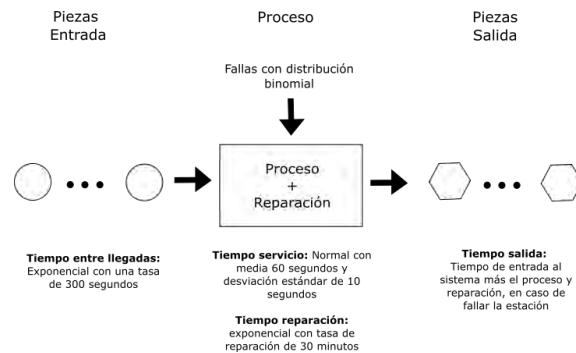 Piezas
Entrada
Proceso
Piezas
Salida
Fallas con distribución
binomial
Proceso
+
Reparación
Tiempo entre llegadas:
Exponencial con una tasa
de 300 segundos
Tiempo servicio: Normal con
media 60 segundos y
desviación estándar de 10
segundos
Tiempo reparación:
exponencial con tasa de
reparación de 30 minutos
Tiempo salida:
Tiempo de entrada al
sistema más el proceso y
reparación, en caso de
fallar la estación